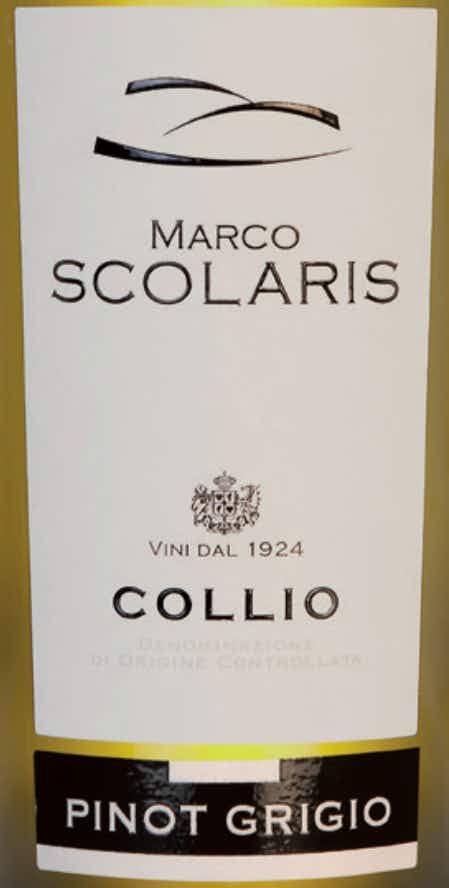 MARCO
SCOLARIS
VINI DAL 1924
COLLIO
DENOMINAZIONE
DI ORIGINE CONTROLLATA
PINOT GRIGIO